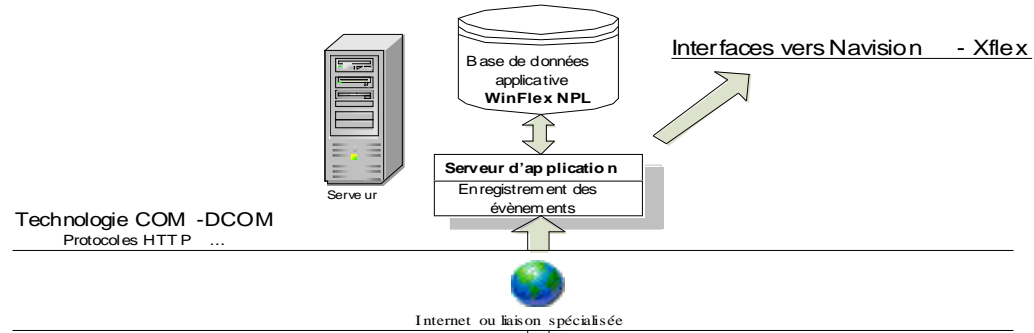 Base de données
applicative
WinFlex NPL
Interfaces vers Navision - Xflex
Serveur d'application
Enregistrement des
évènements
Serveur
Technologie COM -DCOM
Protocoles HTTP ...
Internet ou liaison spécialisée